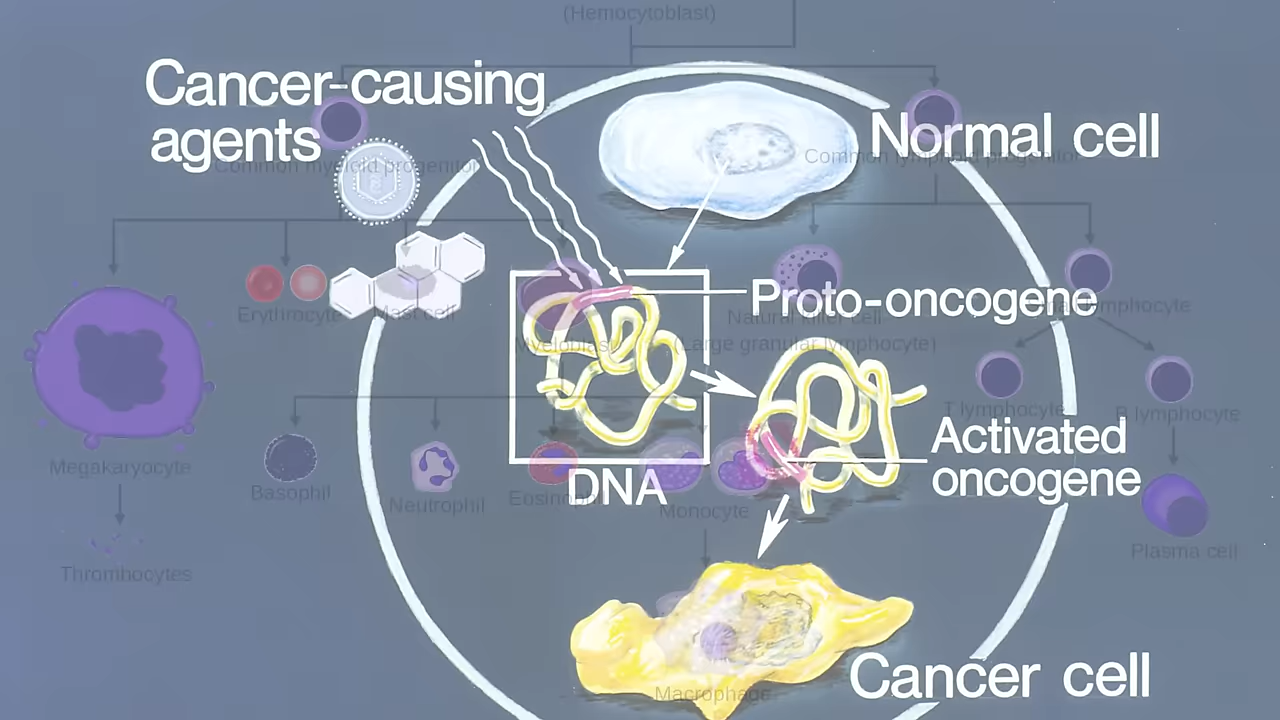 (Hemocytoblast)
Cancer-causing
agents
Normal cell
Common myeloid progenitor
Common lymphoid progenitor
Proto-oncogene
Erythrocyte
Mast cell
Natural killer cell
(Large granular lymphocyte)
lymphocyte
Myeloblast
T lymphocyte
B lymphocyte
Activated
oncogene
Megakaryocyte
Basophil
Neutrophil
Eosinophil
DNA
Monocyte
Plasma cell
Thrombocytes
Cancer cell
Macrophage